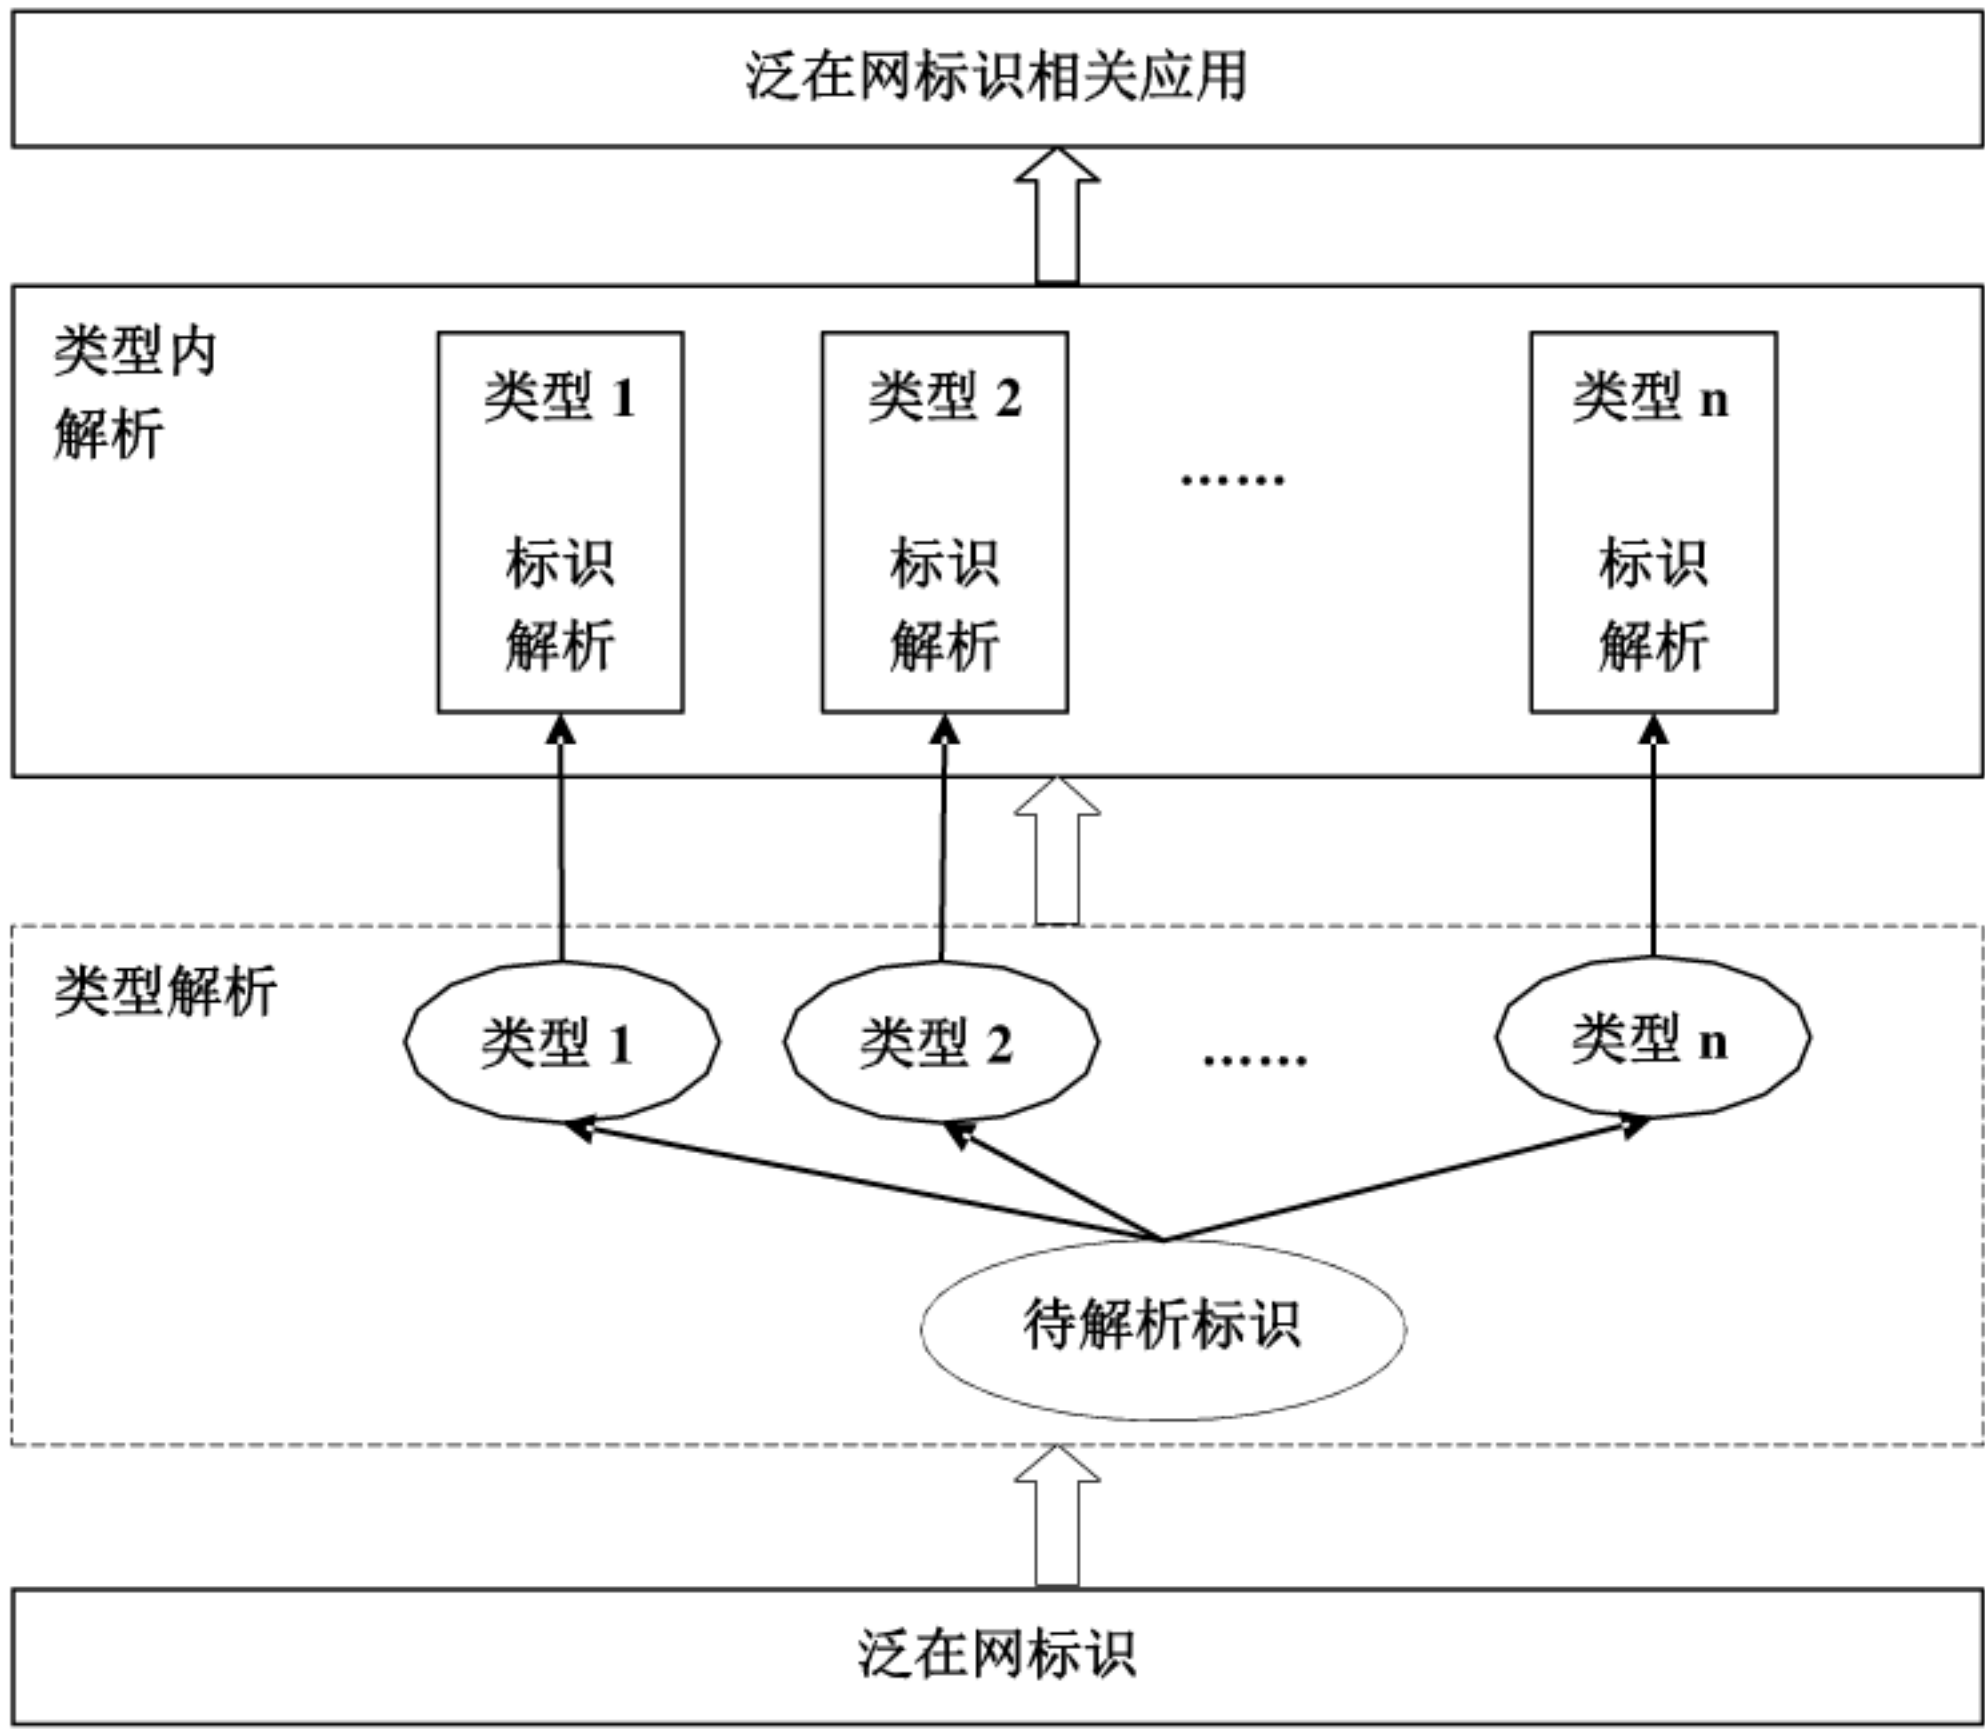 泛在网标识相关应用
类型内
解析
类型 1
标识
解析
类型 2
标识
解析
……
类型 n
标识
解析
类型解析
类型 1
类型 2
……
类型 n
待解析标识
泛在网标识